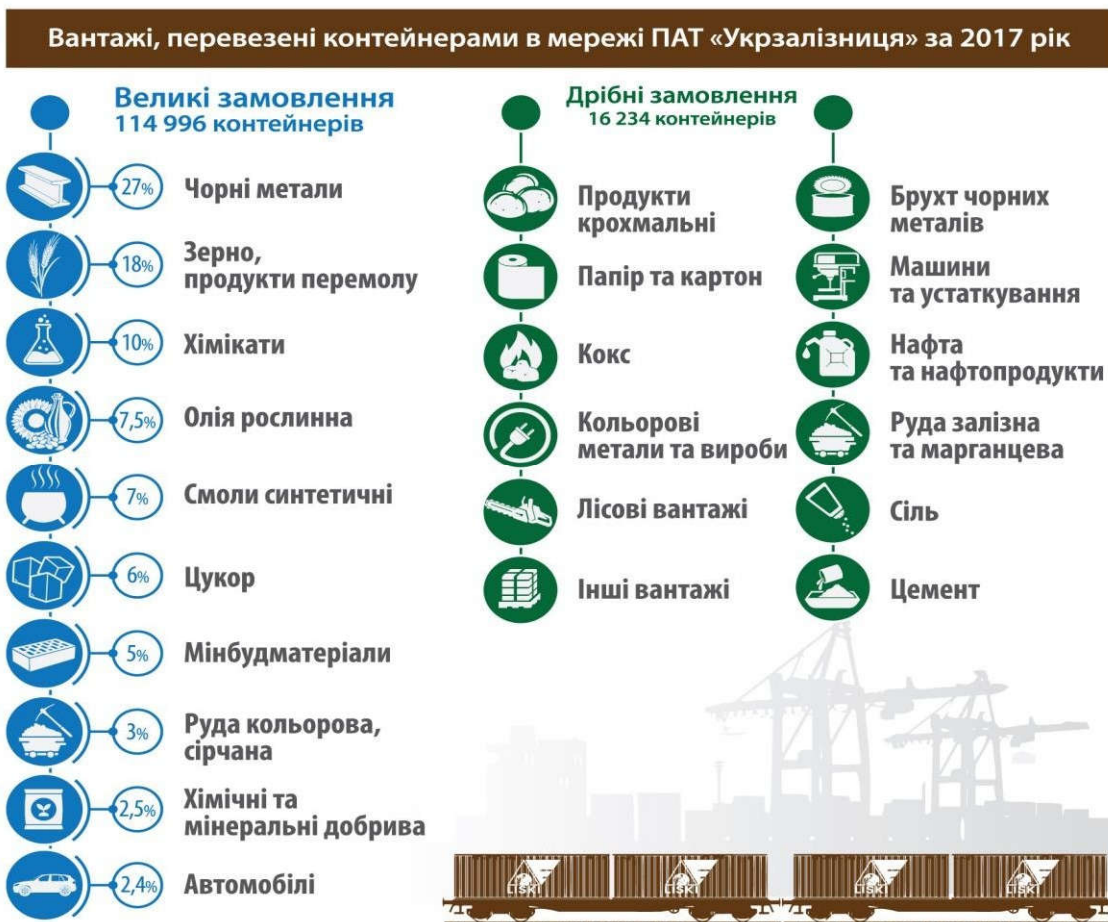 Вантажі, перевезені контейнерами в мережі ПАТ «Укрзалізниця» за 2017 рік
Великі замовлення
114 996 контейнерів
27%
Чорні метали
18%
Зерно,
продукти перемолу
10%
Хімікати
7,5%
Олія рослинна
7%
Смоли синтетичні
6%
Цукор
5%
Мінбудматеріали
3%
Руда кольорова,
сірчана
2,5%
Хімічні та
мінеральні добрива
2,4%
Автомобілі
Дрібні замовлення
16 234 контейнерів
Продукти
крохмальні
Папір та картон
Кокс
Кольорові
метали та вироби
Лісові вантажі
Інші вантажі
Брухт чорних
металів
Машини
та устаткування
Нафта
та нафтопродукти
Руда залізна
та марганцева
Сіль
Цемент
LISKI
LISKI
LISKI
LISKI